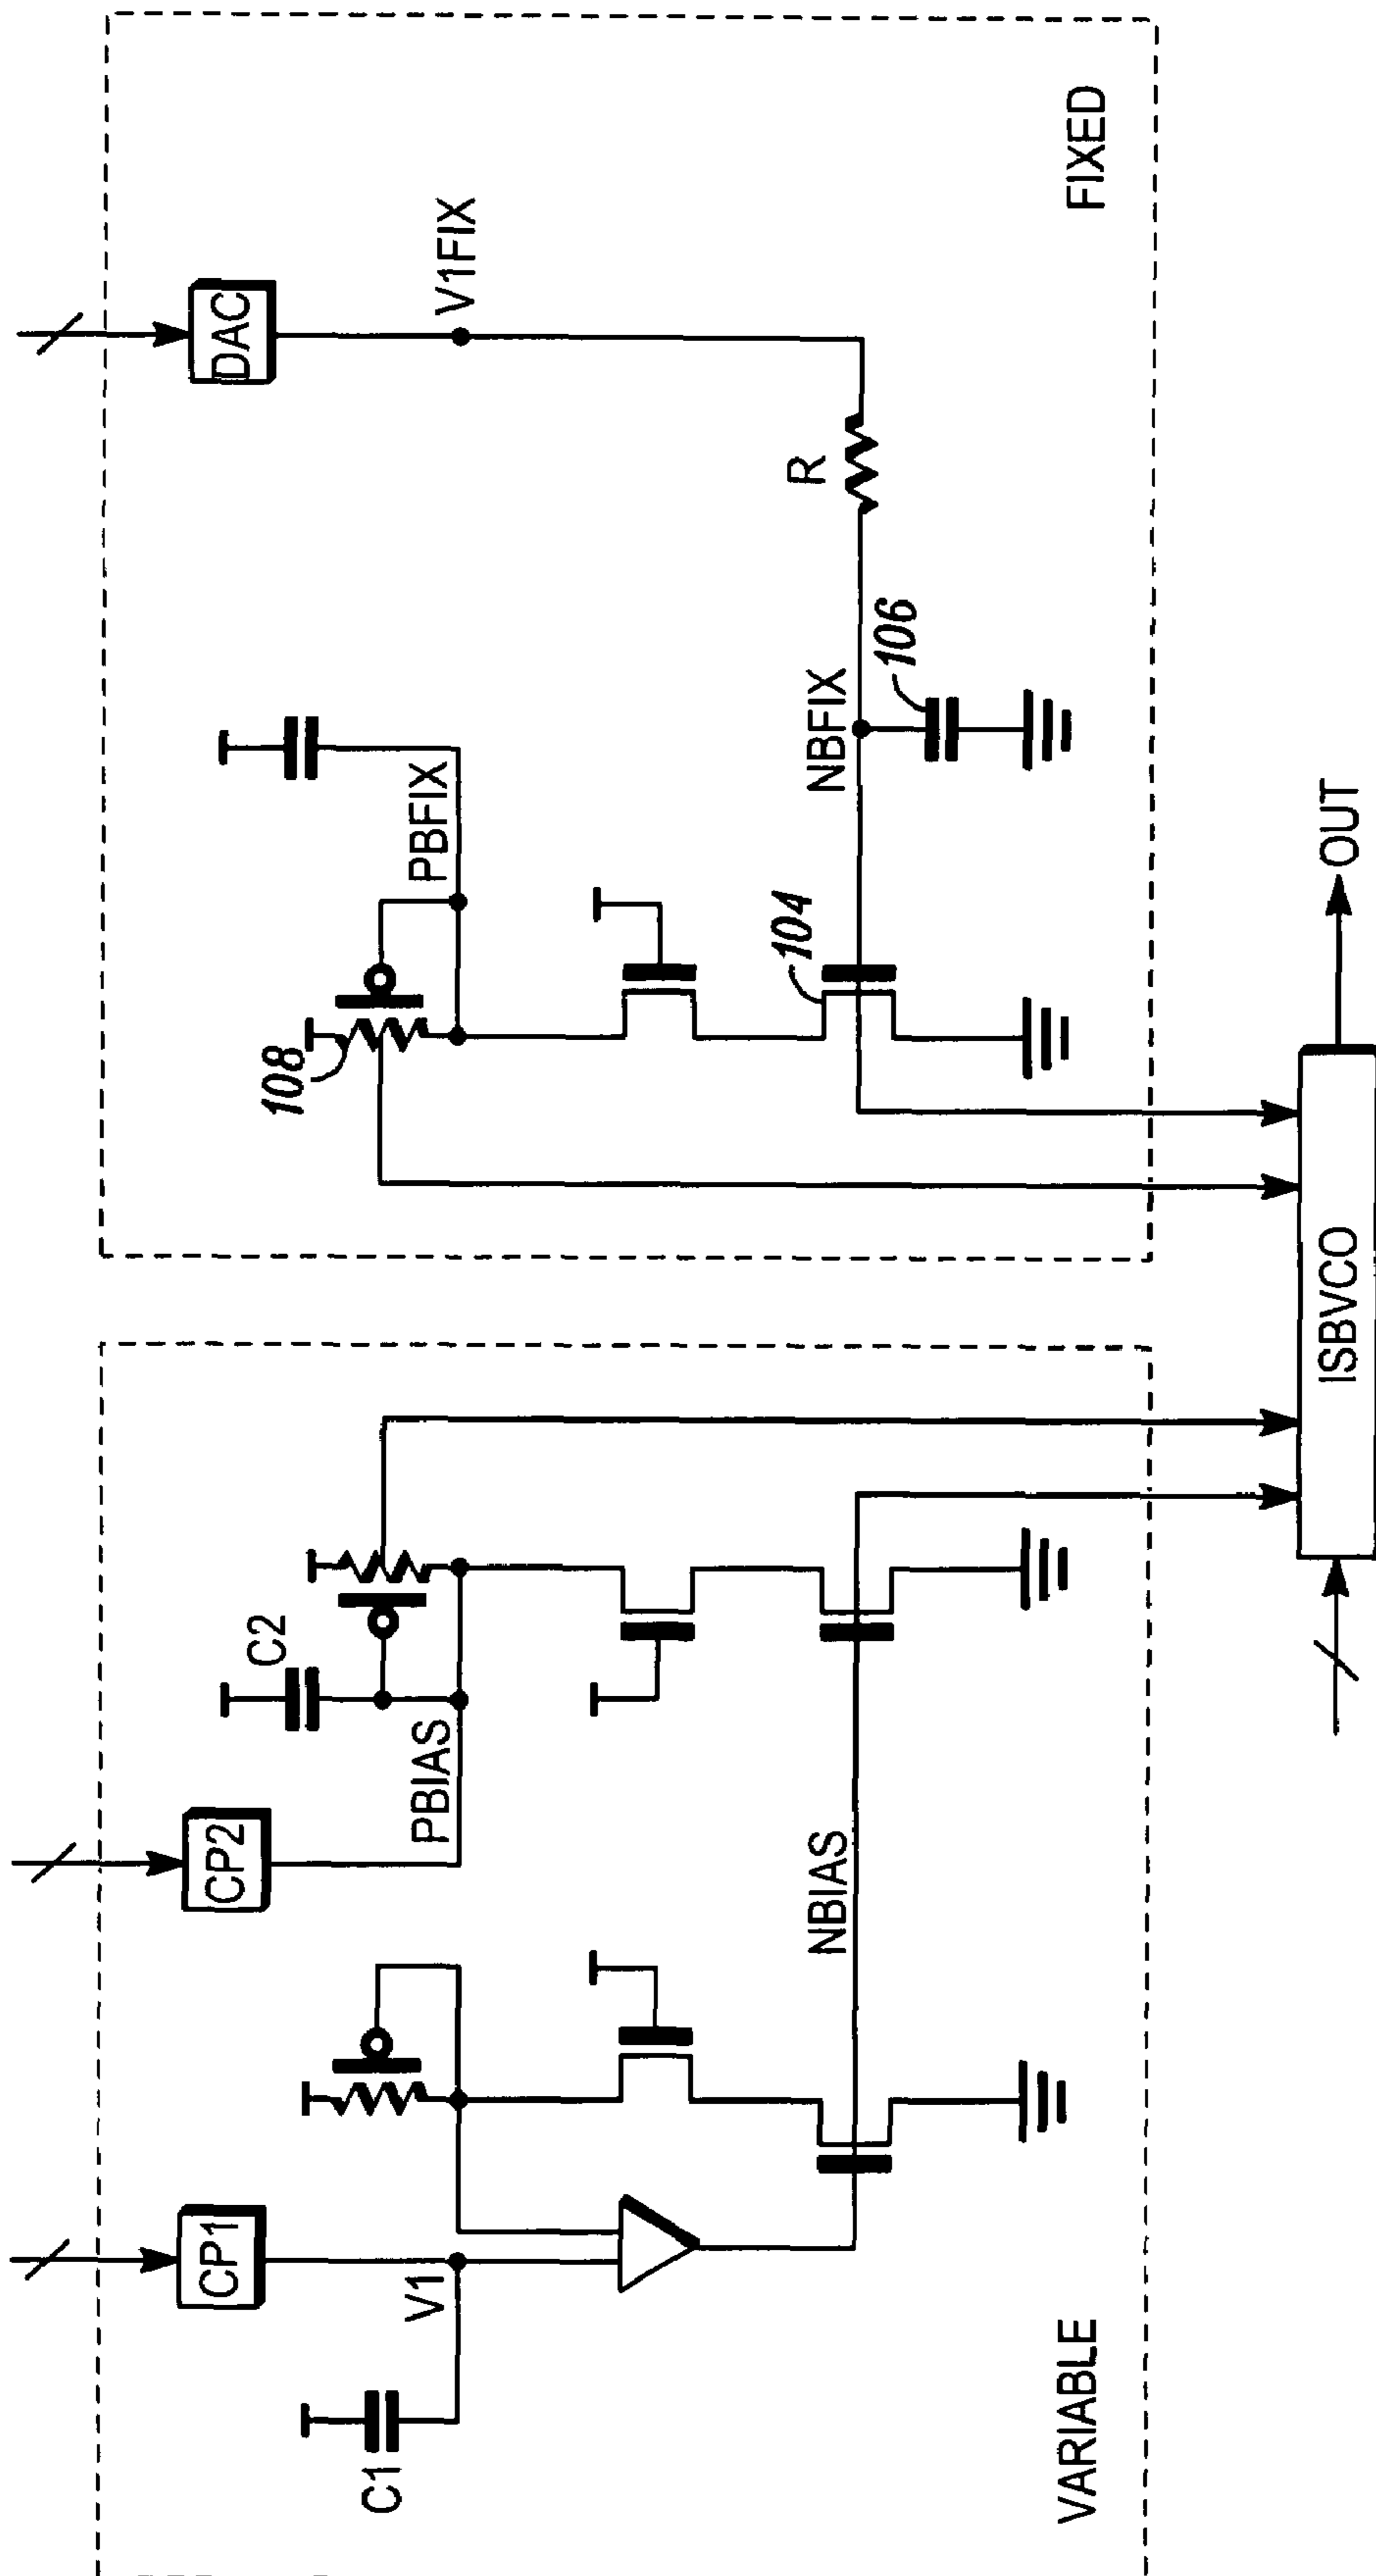 CP1
CP2
DAC
C1
V1
C2
PBIAS
108
PBFIX
V1FIX
NBIAS
104
NBFIX
106
R
VARIABLE
FIXED
ISBVCO
OUT